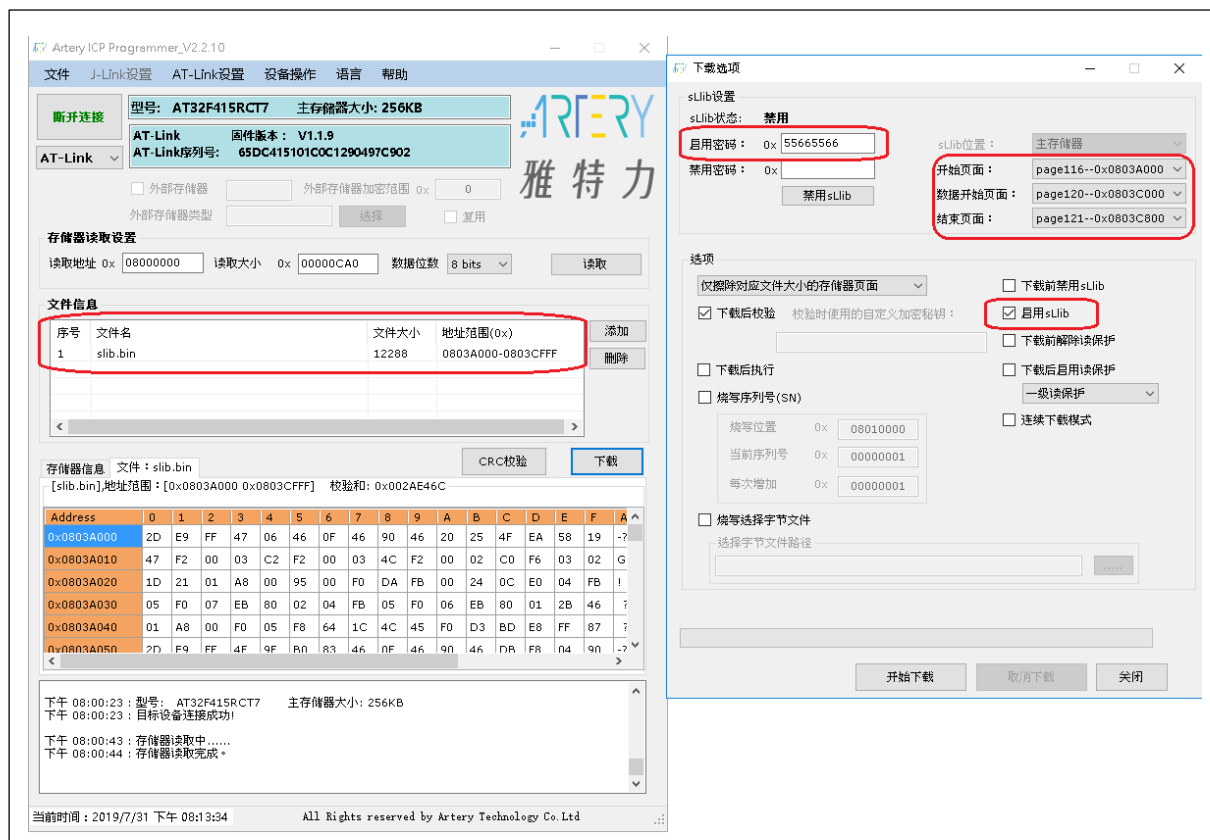 Artery ICP Programmer_V2.2.10
文件 J-Link设置 AT-Link设置 设备操作 语言 帮助
断开连接
型号: AT32F415RCT7 主存储器大小: 256KB
AT-Link 固件版本: V1.1.9
AT-Link序列号: 65DC415101C0C1290497C902
AT-Link
ARTERY
雅特力
外部存储器 外部存储器加密范围 0x 0
外部存储器类型 选择 复用
存储器读取设置
读取地址 0x 08000000 读取大小 0x 00000CA0 数据位数 8 bits 读取
文件信息
序号 文件名 文件大小 地址范围(0x)
1 slib.bin 12288 0803A000-0803CFFF
添加
删除
存储器信息 文件:slib.bin CRC校验 下载
[slib.bin],地址范围:[0x0803A000 0x0803CFFF] 校验和: 0x002AE46C
Address 0 1 2 3 4 5 6 7 8 9 A B C D E F A
0x0803A000 2D E9 FF 47 06 46 0F 46 90 46 20 25 4F EA 58 19 -?
0x0803A010 47 F2 00 03 C2 F2 00 03 4C F2 00 02 C0 F6 03 02 G
0x0803A020 1D 21 01 A8 00 95 00 F0 DA FB 00 24 0C E0 04 FB !
0x0803A030 05 F0 07 EB 80 02 04 FB 05 F0 06 EB 80 01 2B 46 ?
0x0803A040 01 A8 00 F0 05 F8 64 1C 4C 45 F0 D3 BD E8 FF 87 ?
0x0803A050 2D E9 FF 4F 9F B0 83 46 0F 46 90 46 DB F8 04 90 -?
下午 08:00:23 : 型号: AT32F415RCT7 主存储器大小: 256KB
下午 08:00:23 : 目标设备连接成功!
下午 08:00:43 : 存储器读取中......
下午 08:00:44 : 存储器读取完成。
当前时间 : 2019/7/31 下午 08:13:34 All Rights reserved by Artery Technology Co.Ltd
下载选项
sLlib设置
sLlib状态: 禁用
启用密码: 0x 55665566
禁用密码: 0x
禁用sLlib
sLlib位置: 主存储器
开始页面: page116--0x0803A000
数据开始页面: page120--0x0803C000
结束页面: page121--0x0803C800
选项
仅擦除对应文件大小的存储器页面
下载前禁用sLlib
下载后校验 校验时使用的自定义加密秘钥:
启用sLlib
下载前解除读保护
下载后执行
下载后启用读保护
一级读保护
烧写序列号(SN)
连续下载模式
烧写位置 0x 08010000
当前序列号 0x 00000001
每次增加 0x 00000001
烧写选择字节文件
选择字节文件路径
.....
开始下载 取消下载 关闭